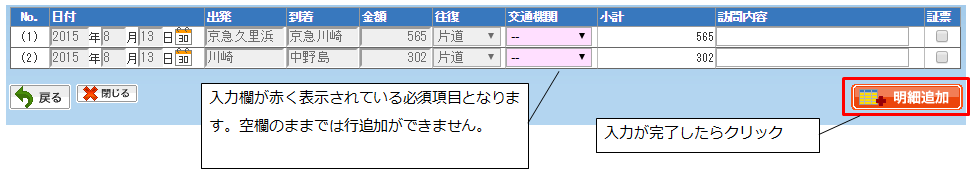 No. 日付 出発 到着 金額 往復 交通機関 小計 訪問内容 証票
(1) 2015 年 8 月 13 日 30 京急久里浜 京急川崎 565 片道 -- 565
(2) 2015 年 8 月 13 日 30 川崎 中野島 302 片道 -- 302
戻る 閉じる 明細追加
入力欄が赤く表示されている必須項目となりま
す。空欄のままでは行追加ができません。
入力が完了したらクリック